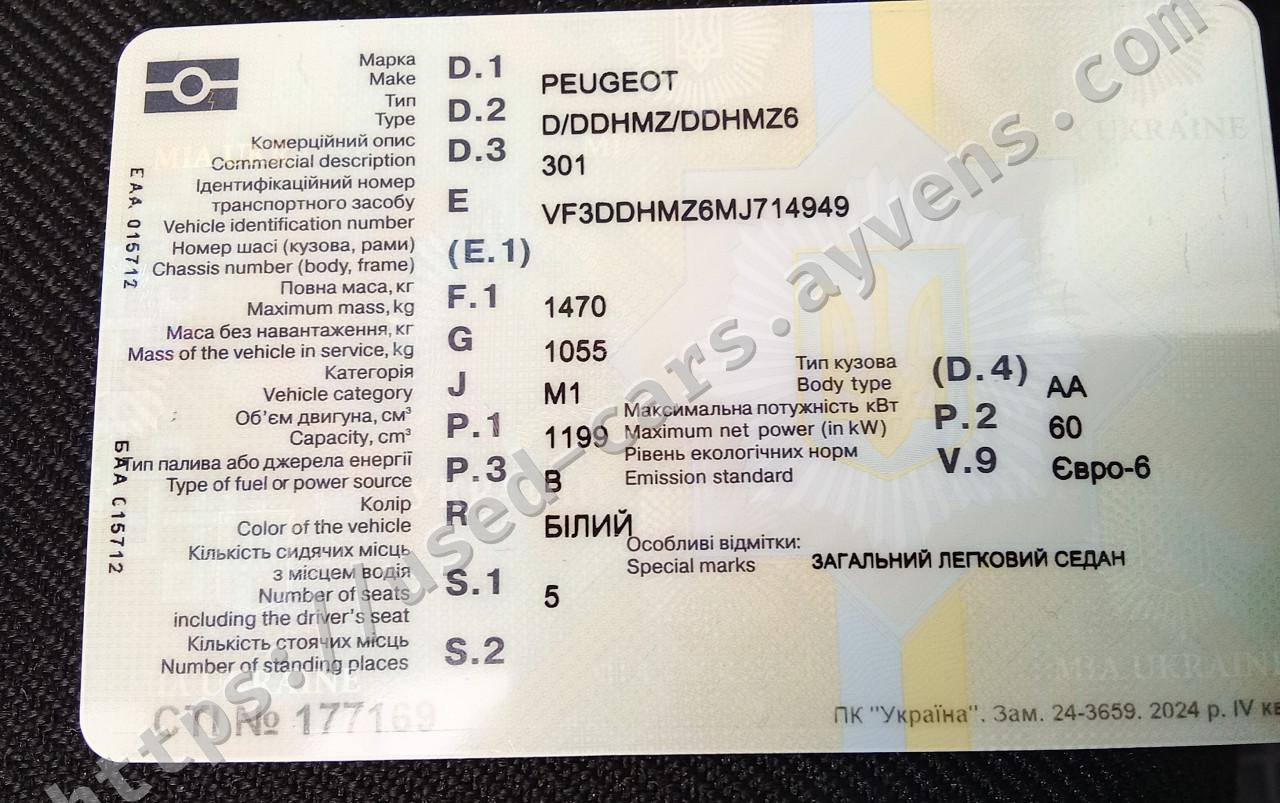 Марка
Make
D.1
PEUGEOT
Тип
Type
D.2
D/DDHMZ/DDHMZ6
Комерційний опис
Commercial description
D.3
301
Ідентифікаційний номер
транспортного засобу
Vehicle identification number
E
VF3DDHMZ6MJ714949
Номер шасі (кузова, рами)
Chassis number (body, frame)
(E.1)
Повна маса, кг
Maximum mass, kg
F.1
1470
Маса без навантаження, кг
Mass of the vehicle in service, kg
G
1055
Категорія
Vehicle category
J
M1
Об'єм двигуна, см³
Capacity, cm³
P.1
1199
Тип палива або джерела енергії
Type of fuel or power source
P.3
B
Колір
Color of the vehicle
R
БІЛИЙ
Кількість сидячих місць
з місцем водія
Number of seats
including the driver's seat
S.1
5
Кількість стоячих місць
Number of standing places
S.2
Тип кузова
Body type
(D.4)
АА
Максимальна потужність кВт
Maximum net power (in kW)
P.2
60
Рівень екологічних норм
Emission standard
V.9
Євро-6
Особливі відмітки:
Special marks
ЗАГАЛЬНИЙ ЛЕГКОВИЙ СЕДАН
СТІ № 177169
ПК "Україна". Зам. 24-3659. 2024 р. IV кв
EAA 015712
MIA UKRAINE
UKRAINE
MIA UKRAINE
https://used-cars.ayvens.com